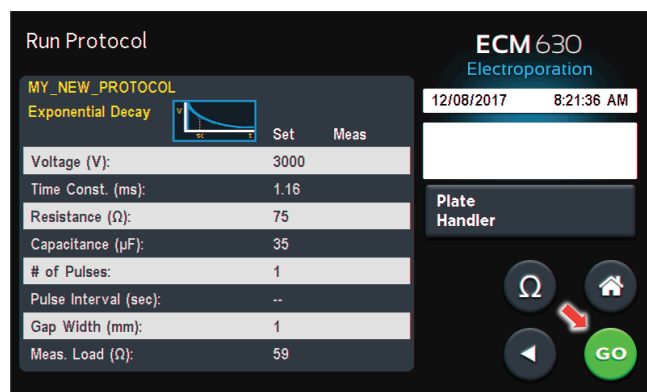 Run Protocol
MY_NEW_PROTOCOL
Exponential Decay
V
sc t
Set Meas
Voltage (V): 3000
Time Const. (ms): 1.16
Resistance (Ω): 75
Capacitance (µF): 35
# of Pulses: 1
Pulse Interval (sec): --
Gap Width (mm): 1
Meas. Load (Ω): 59
ECM 630
Electroporation
12/08/2017 8:21:36 AM
Plate
Handler
Ω
GO